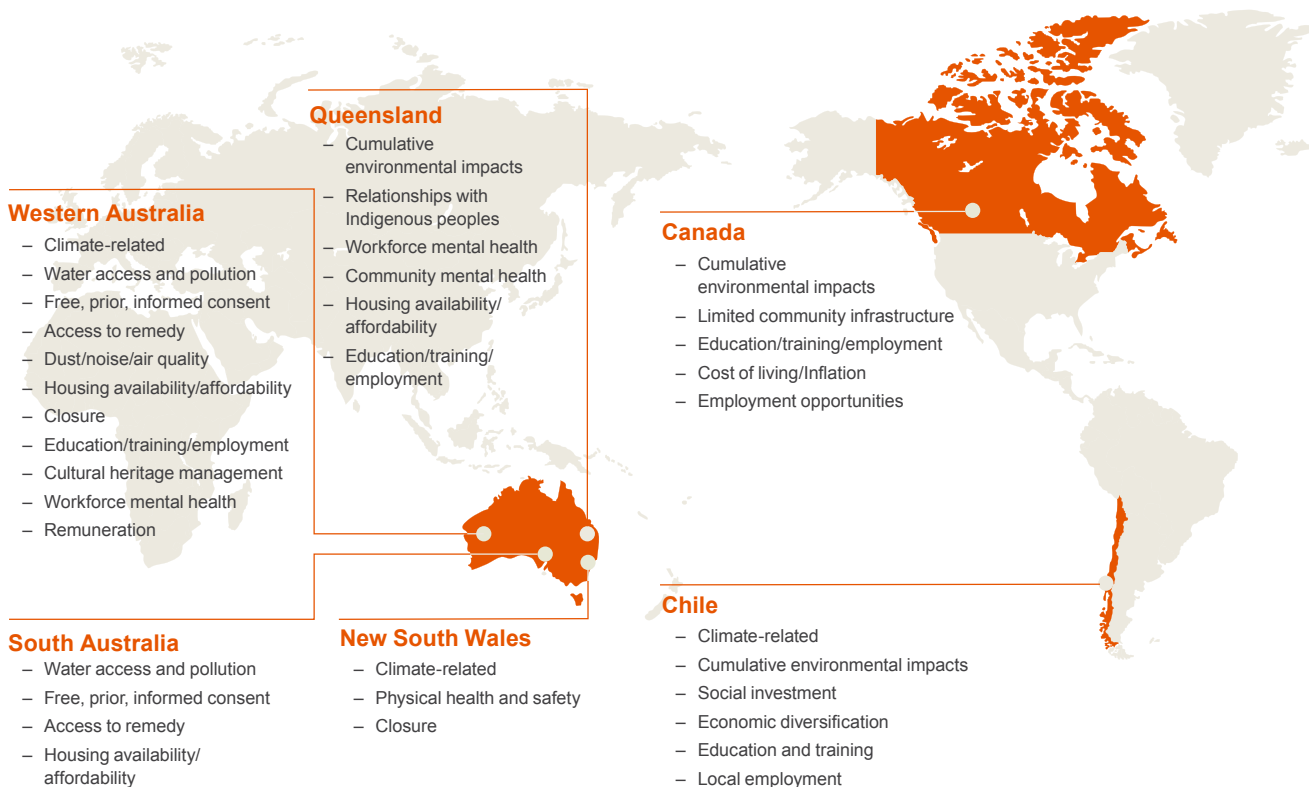 Queensland
– Cumulative
environmental impacts
– Relationships with
Indigenous peoples
– Workforce mental health
– Community mental health
– Housing availability/
affordability
– Education/training/
employment
Western Australia
– Climate-related
– Water access and pollution
– Free, prior, informed consent
– Access to remedy
– Dust/noise/air quality
– Housing availability/affordability
– Closure
– Education/training/employment
– Cultural heritage management
– Workforce mental health
– Remuneration
Canada
– Cumulative
environmental impacts
– Limited community infrastructure
– Education/training/employment
– Cost of living/Inflation
– Employment opportunities
South Australia
– Water access and pollution
– Free, prior, informed consent
– Access to remedy
– Housing availability/
affordability
New South Wales
– Climate-related
– Physical health and safety
– Closure
Chile
– Climate-related
– Cumulative environmental impacts
– Social investment
– Economic diversification
– Education and training
– Local employment